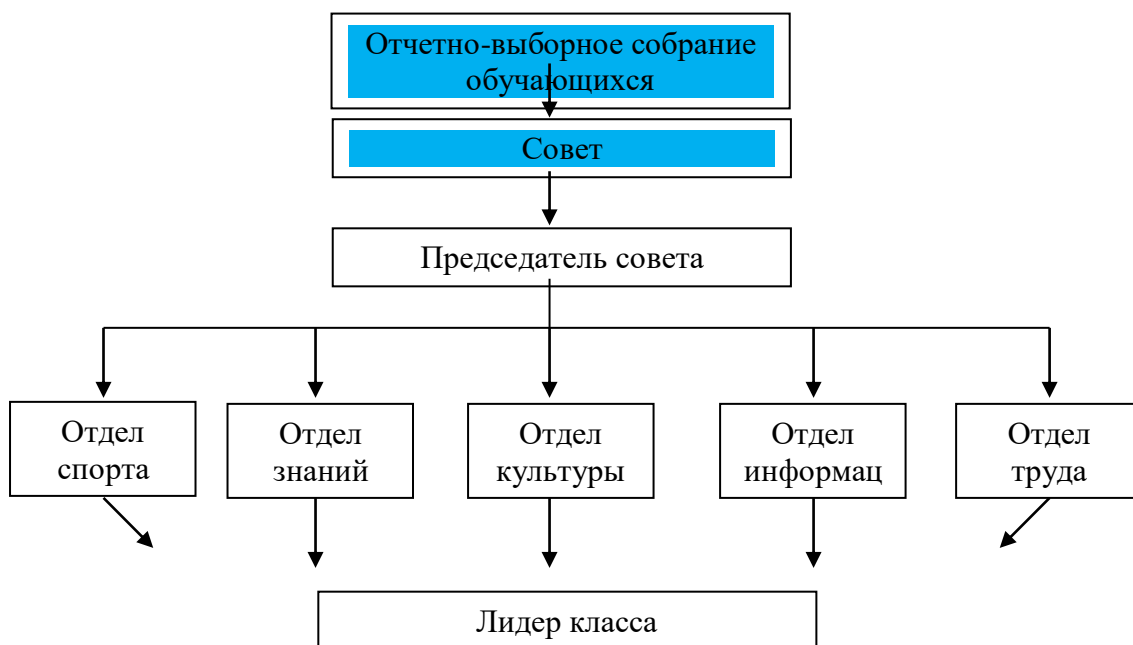 Отчетно-выборное собрание
обучающихся
Совет
Председатель совета
Отдел
спорта
Отдел
знаний
Отдел
культуры
Отдел
информац
Отдел
труда
Лидер класса